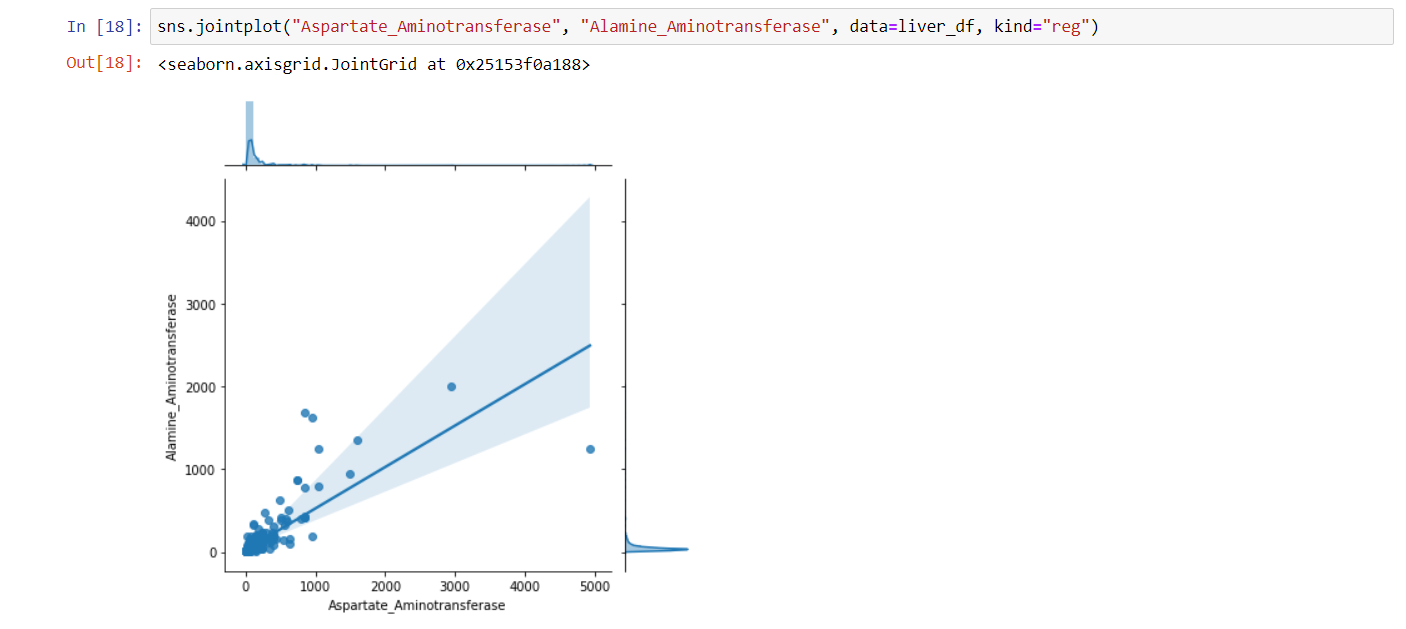 In [18]: sns.jointplot("Aspartate_Aminotransferase", "Alamine_Aminotransferase", data=liver_df, kind="reg")
Out[18]: <seaborn.axisgrid.JointGrid at 0x25153f0a188>
4000
3000
2000
1000
0
Alamine_Aminotransferase
0 1000 2000 3000 4000 5000
Aspartate_Aminotransferase